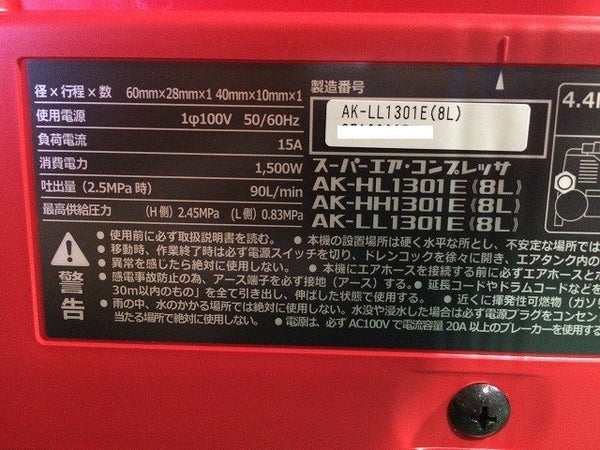 径×行程×数 60mm×28mm×1 40mm×10mm×1
使用電源 1φ100V 50/60Hz
負荷電流 15A
消費電力 1,500W
吐出量(2.5MPa時) 90L/min
最高供給圧力 (H側) 2.45MPa (L側) 0.83MPa
製造番号
AK-LL1301E(8L)
スーパーエア・コンプレッサ
AK-HL1301E(8L)
AK-HH1301E(8L)
AK-LL1301E(8L)
4.4
警告
●使用前に必ず取扱説明書を読む。 ●本機の設置場所は硬く水平な所とし、不安定な場所では
●移動時、作業終了時は必ず電源スイッチを切り、ドレンコックを徐々に開き、エアタンク内の
●異常を感じたら絶対に使用しない。 ●本機にエアホースを接続する前に必ずエアホースと
●感電事故防止の為、アース端子を必ず接地(アース)する。●延長コードやドラムコードなどを
30m以内のもの)を全て引き出し、伸ばした状態で使用する。 ●近くに揮発性可燃物(ガソリ
●雨の中、水のかかる場所では絶対に使用しない。水没や浸水した場合は必ず電源プラグをコンセン
当たる場所で絶対に使用しない。 ●電源は、必ずAC100Vで電流容量20A以上のブレーカーを使用する